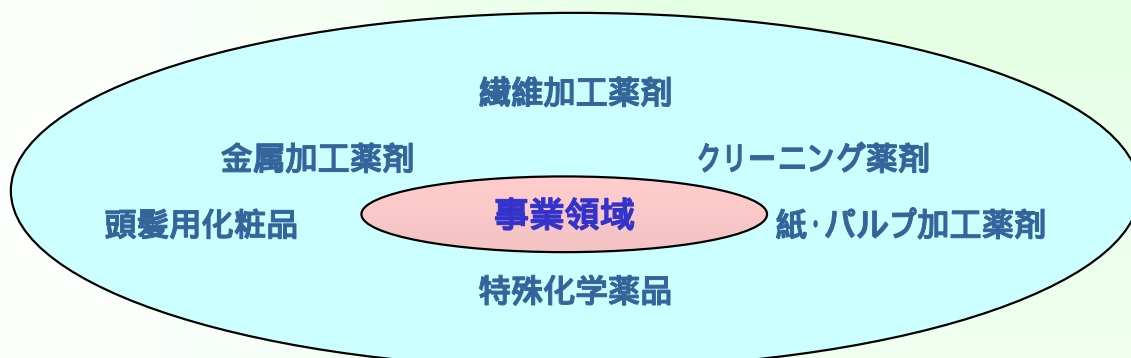 繊維加工薬剤
金属加工薬剤
クリーニング薬剤
事業領域
頭髪用化粧品
紙・パルプ加工薬剤
特殊化学薬品